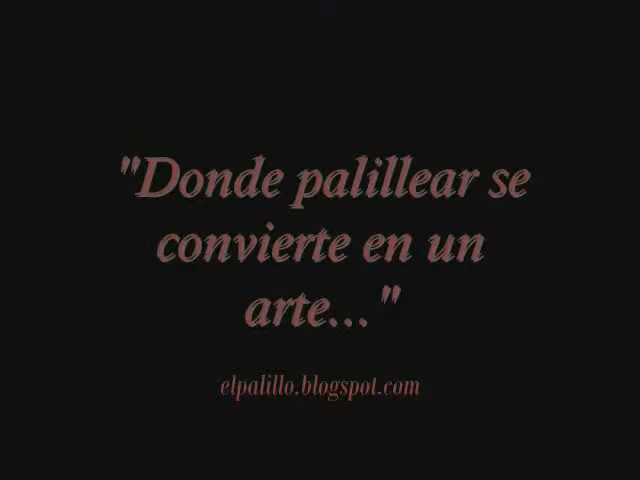 "Donde palillear se
convierte en un
arte..."
elpalillo.blogspot.com